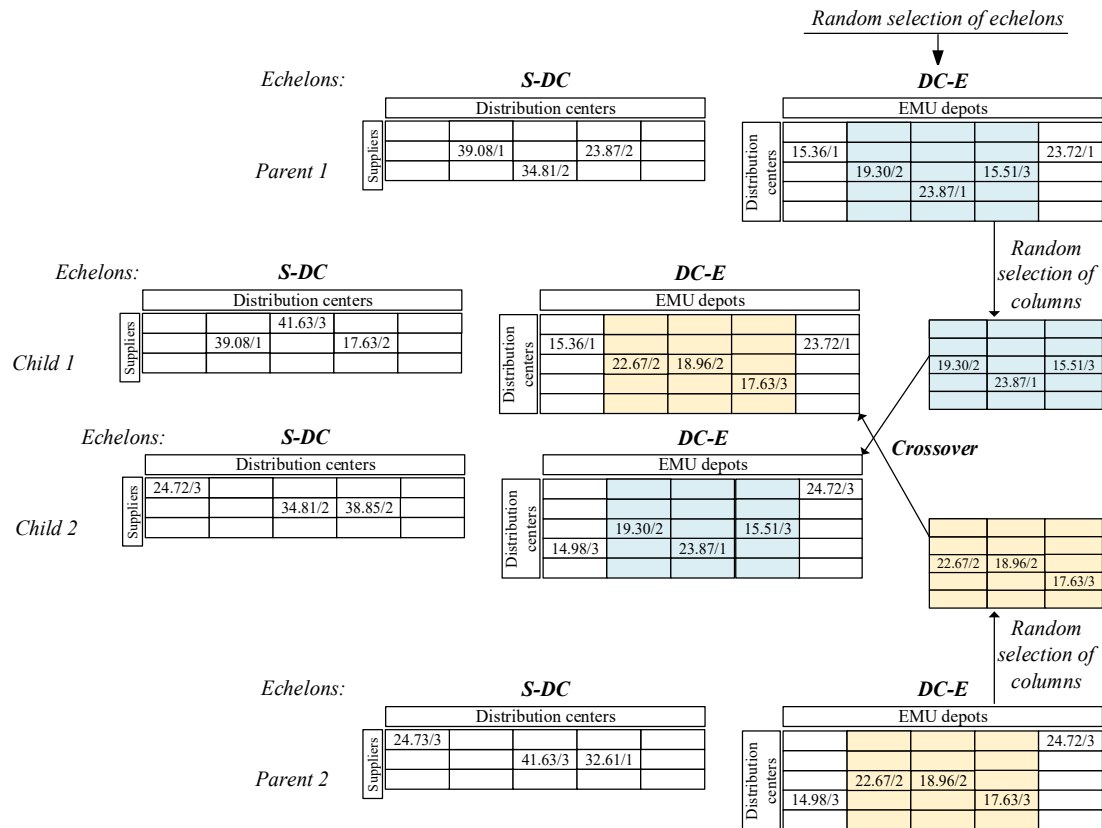 Random selection of echelons
Echelons: S-DC DC-E
Distribution centers EMU depots
Suppliers
Distribution
centers
Parent 1
39.08/1 23.87/2
34.81/2
15.36/1 23.72/1
19.30/2 15.51/3
23.87/1
Random
selection of
columns
Echelons: S-DC DC-E
Distribution centers EMU depots
Suppliers
Distribution
centers
Child 1
41.63/3
39.08/1 17.63/2
15.36/1 23.72/1
22.67/2 18.96/2
17.63/3
19.30/2 15.51/3
23.87/1
Crossover
Echelons: S-DC DC-E
Distribution centers EMU depots
Suppliers
Distribution
centers
Child 2
24.72/3
34.81/2 38.85/2
24.72/3
19.30/2 15.51/3
14.98/3 23.87/1
22.67/2 18.96/2
17.63/3
Random
selection of
columns
Echelons: S-DC DC-E
Distribution centers EMU depots
Suppliers
Distribution
centers
Parent 2
24.73/3
41.63/3 32.61/1
24.72/3
22.67/2 18.96/2
14.98/3 17.63/3